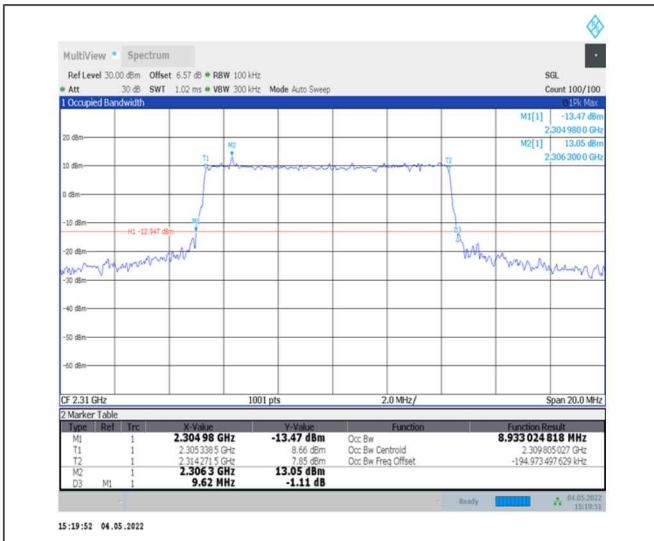 MultiView Spectrum
Ref Level 30.00 dBm Offset 6.57 dB RBW 100 kHz SGL
Att 30 dB SWT 1.02 ms VBW 300 kHz Mode Auto Sweep Count 100/100
1 Occupied Bandwidth 1Pk Max
M1[1] -13.47 dBm
2.304 980 0 GHz
M2[1] 13.05 dBm
2.306 300 0 GHz
20 dBm
M2
T1 T2
10 dBm
0 dBm
-10 dBm
M1
H1 -12.947 dBm
D3
-20 dBm
-30 dBm
-40 dBm
-50 dBm
-60 dBm
CF 2.31 GHz 1001 pts 2.0 MHz/ Span 20.0 MHz
2 Marker Table
Type Ref Trc X-Value Y-Value Function Function Result
M1 1 2.304 98 GHz -13.47 dBm Occ Bw 8.933 024 818 MHz
T1 1 2.305 338 5 GHz 8.66 dBm Occ Bw Centroid 2.309 805 027 GHz
T2 1 2.314 271 5 GHz 7.85 dBm Occ Bw Freq Offset -194.973 497 629 kHz
M2 1 2.306 3 GHz 13.05 dBm
D3 M1 1 9.62 MHz -1.11 dB
Ready 04.05.2022
15:19:51
15:19:52 04.05.2022